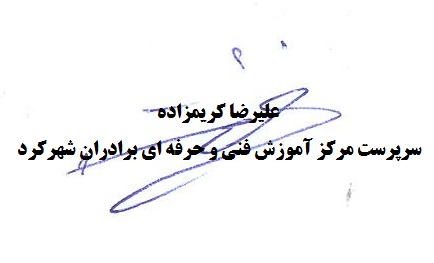 علیرضا کریمزاده
سرپرست مرکز آموزش فنی و حرفه ای برادران شهرکرد